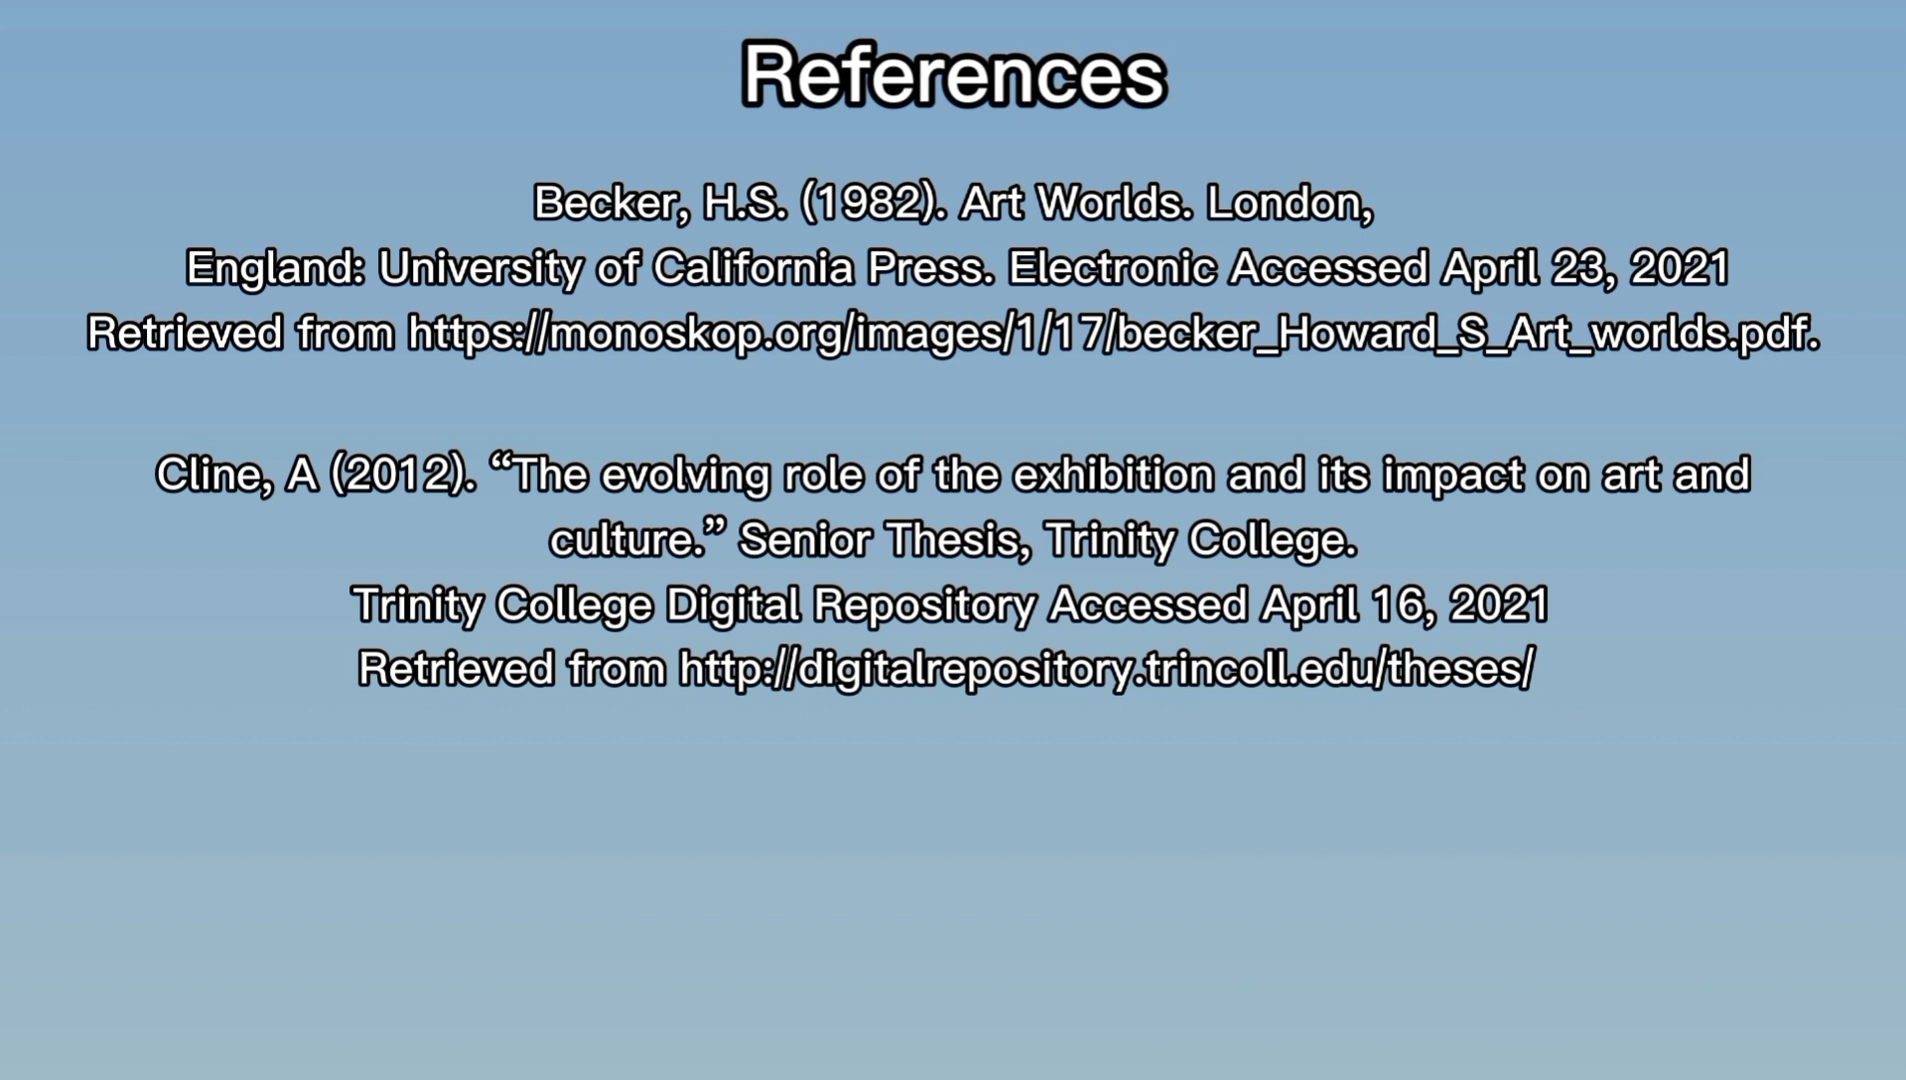 References
Becker, H.S. (1982). Art Worlds. London,
England: University of California Press. Electronic Accessed April 23, 2021
Retrieved from https://monoskop.org/images/1/17/becker_Howard_S_Art_worlds.pdf.
Cline, A (2012). “The evolving role of the exhibition and its impact on art and
culture.” Senior Thesis, Trinity College.
Trinity College Digital Repository Accessed April 16, 2021
Retrieved from http://digitalrepository.trincoll.edu/theses/